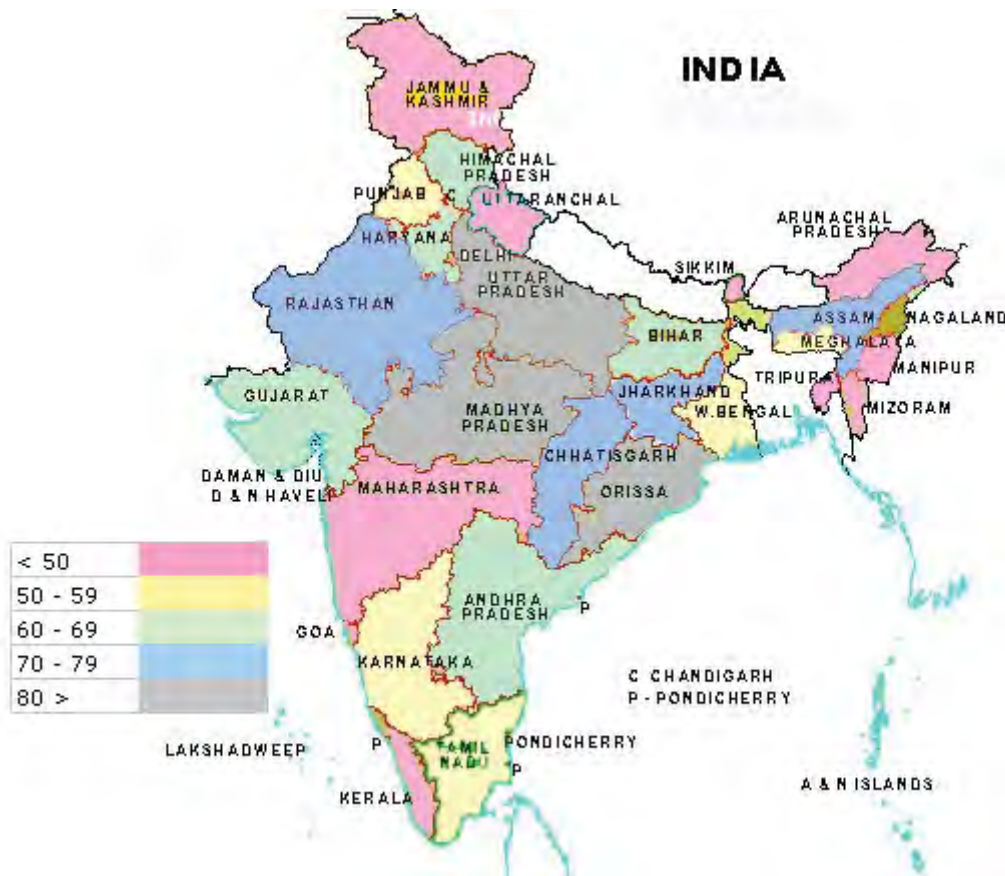 INDIA
JAMMU &
KASHMIR
HIMACHAL
PRADESH
PUNJAB
C
UTTARANCHAL
ARUNACHAL
PRADESH
HARYANA
DELHI
SIKKIM
UTTAR
PRADESH
RAJASTHAN
ASSAM
NAGALAND
BIHAR
MEGHALAYA
MANIPUR
TRIPURA
JHARKHAND
GUJARAT
MADHYA
PRADESH
W.BENGAL
MIZORAM
CHHATISGARH
DAMAN & DIU
D & N HAVELI
MAHARASHTRA
ORISSA
< 50
50 - 59
60 - 69
70 - 79
80 >
ANDHRA
PRADESH
P
GOA
KARNATAKA
C CHANDIGARH
P - PONDICHERRY
LAKSHADWEEP
P
TAMIL
NADU
PONDICHERRY
P
KERALA
A & N ISLANDS